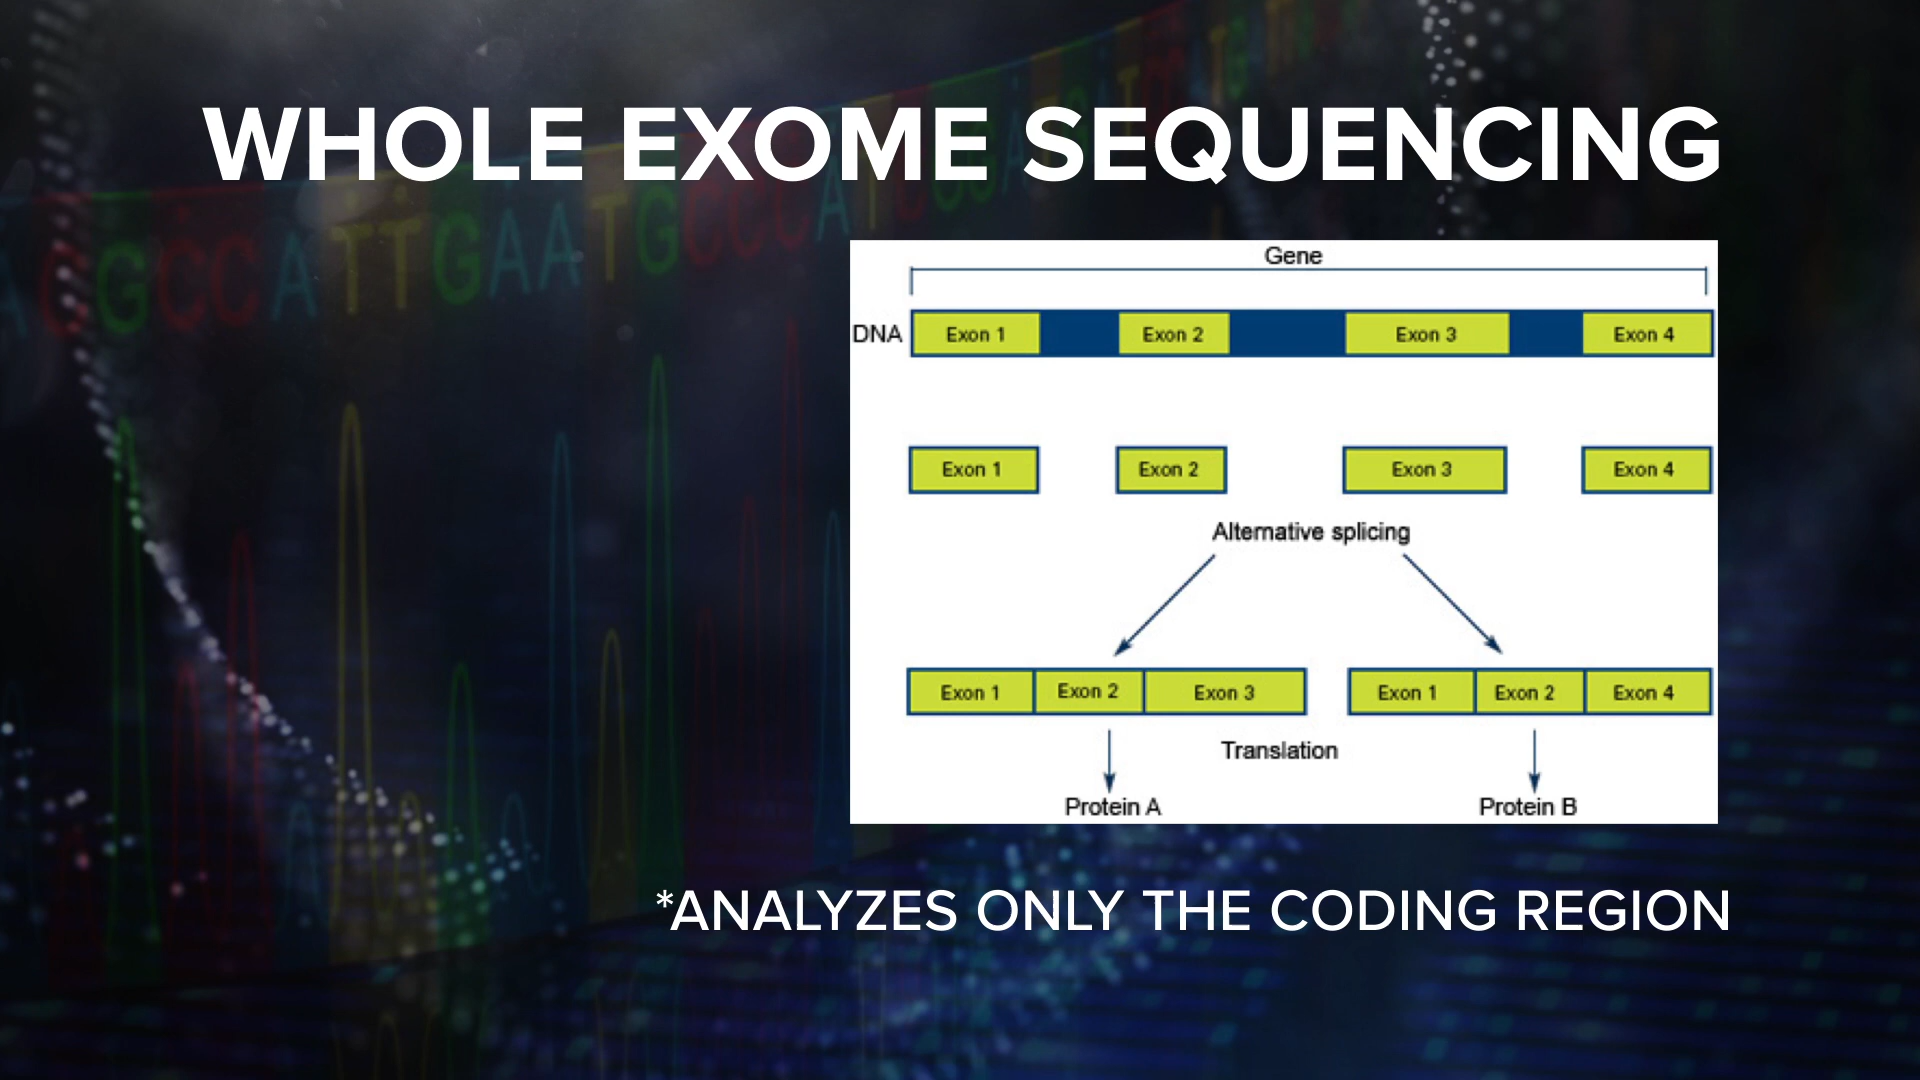 WHOLE EXOME SEQUENCING
Gene
DNA Exon 1 Exon 2 Exon 3 Exon 4
Exon 1 Exon 2 Exon 3 Exon 4
Alternative splicing
Exon 1 Exon 2 Exon 3 Exon 1 Exon 2 Exon 4
Translation
Protein A Protein B
*ANALYZES ONLY THE CODING REGION